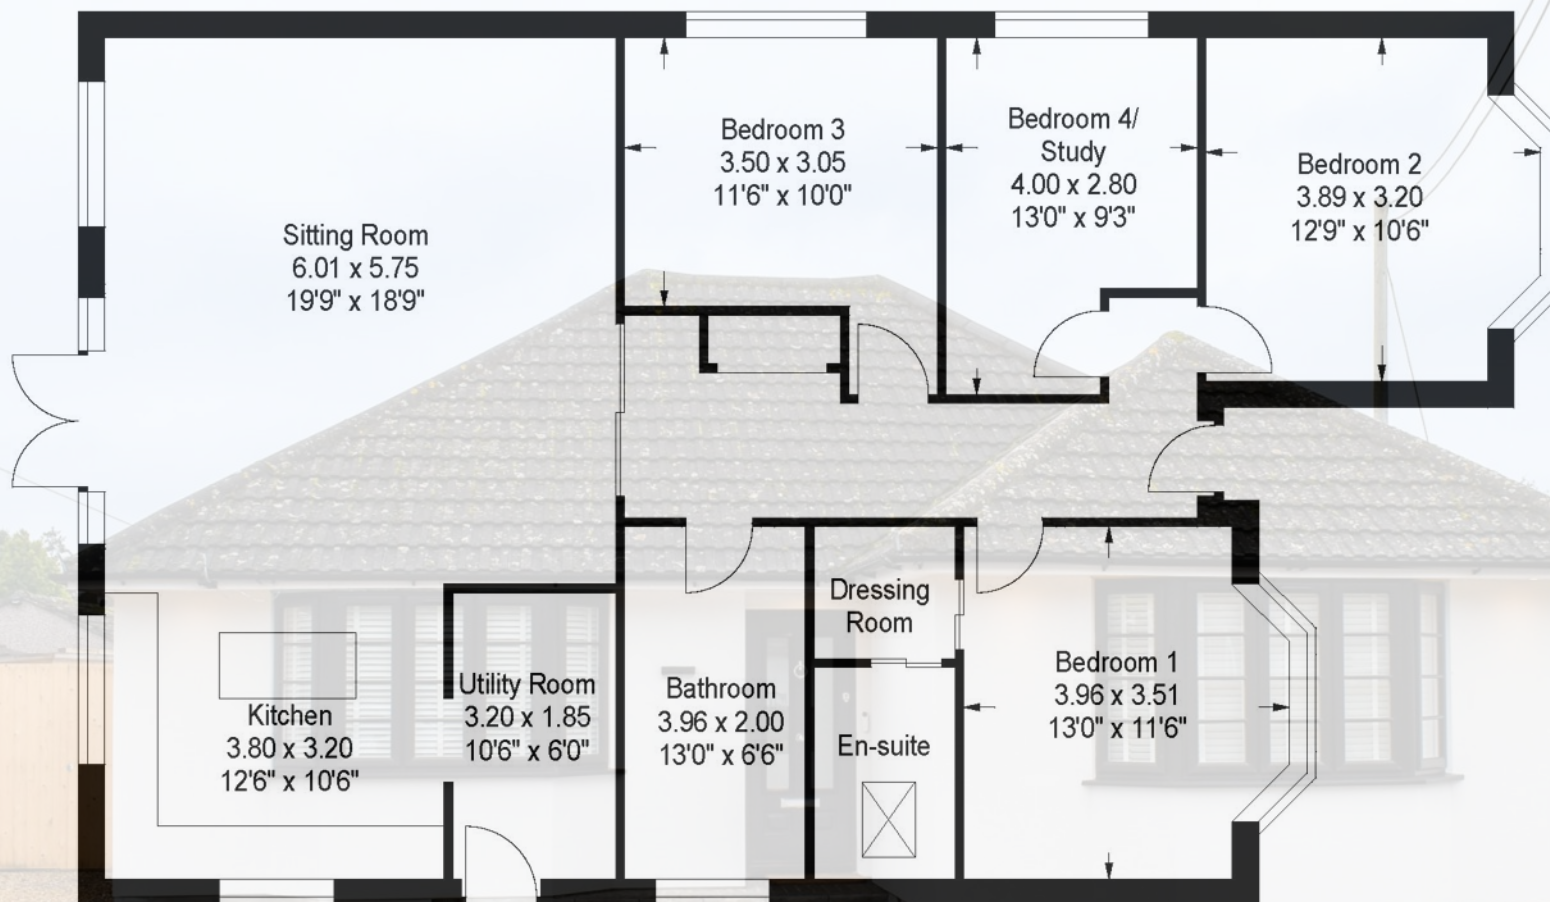 Sitting Room
6.01 x 5.75
19'9" x 18'9"
Bedroom 3
3.50 x 3.05
11'6" x 10'0"
Bedroom 4/
Study
4.00 x 2.80
13'0" x 9'3"
Bedroom 2
3.89 x 3.20
12'9" x 10'6"
Kitchen
3.80 x 3.20
12'6" x 10'6"
Utility Room
3.20 x 1.85
10'6" x 6'0"
Bathroom
3.96 x 2.00
13'0" x 6'6"
Dressing
Room
En-suite
Bedroom 1
3.96 x 3.51
13'0" x 11'6"